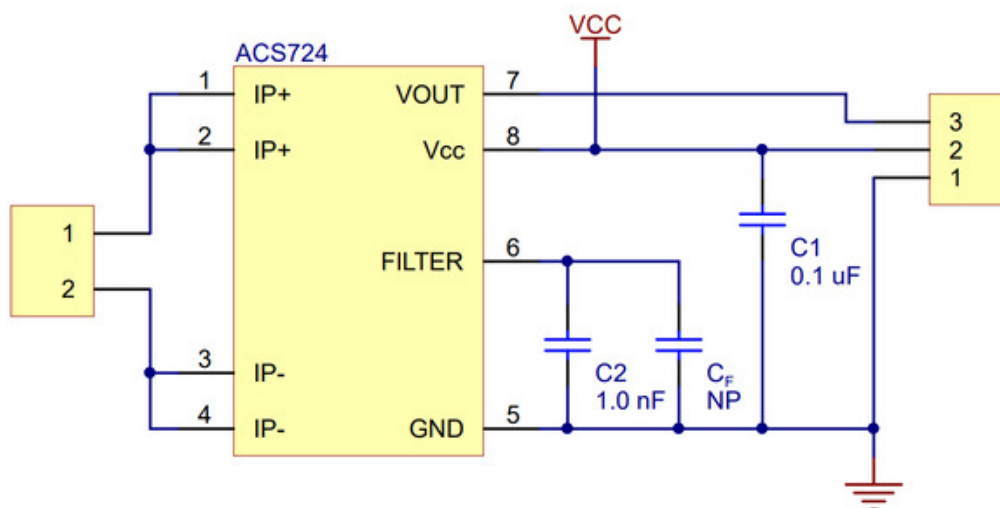 VCC
ACS724
1 IP+ VOUT 7
2 IP+ Vcc 8
3
2
1
1
2
FILTER 6
C1
0.1 uF
3 IP-
C2
1.0 nF
CF
NP
4 IP- GND 5